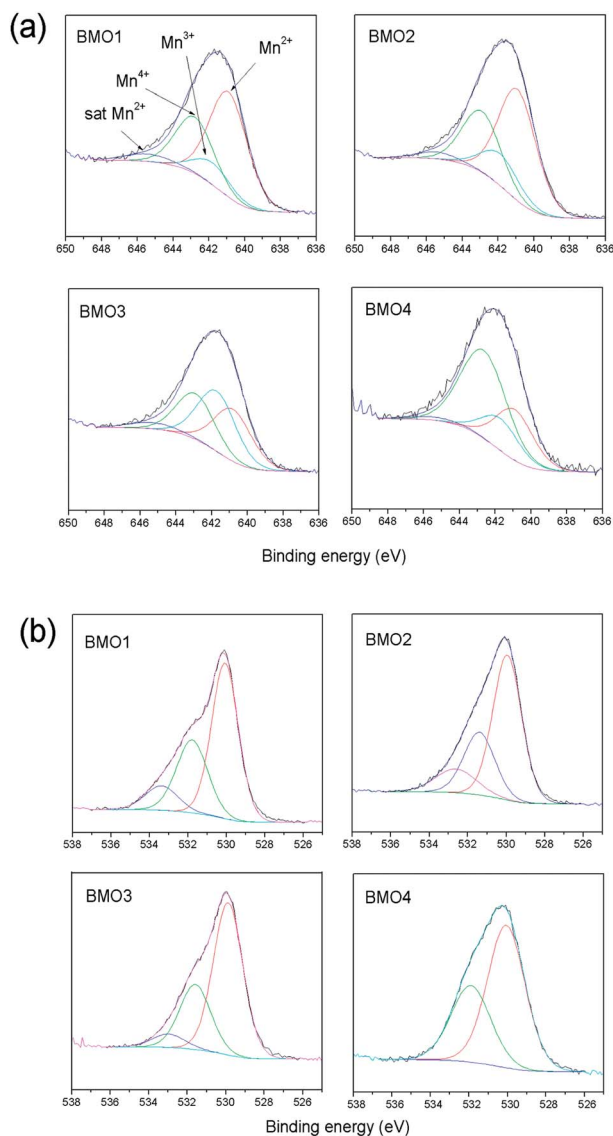 (a)
BMO1
Mn³⁺
Mn²⁺
Mn⁴⁺
sat Mn²⁺
650 648 646 644 642 640 638 636
BMO2
650 648 646 644 642 640 638 636
BMO3
650 648 646 644 642 640 638 636
BMO4
650 648 646 644 642 640 638 636
Binding energy (eV)
(b)
BMO1
538 536 534 532 530 528 526
BMO2
538 536 534 532 530 528 526
BMO3
538 536 534 532 530 528 526
BMO4
538 536 534 532 530 528 526
Binding energy (eV)